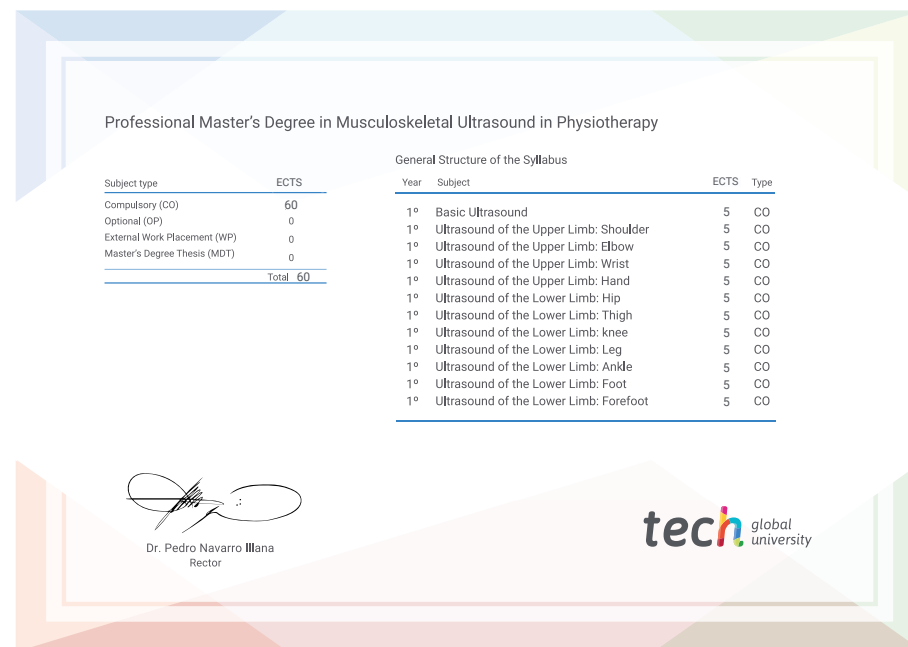 Professional Master's Degree in Musculoskeletal Ultrasound in Physiotherapy
Subject type ECTS
Compulsory (CO) 60
Optional (OP) 0
External Work Placement (WP) 0
Master's Degree Thesis (MDT) 0
Total 60
General Structure of the Syllabus
Year Subject ECTS Type
1º Basic Ultrasound 5 CO
1º Ultrasound of the Upper Limb: Shoulder 5 CO
1º Ultrasound of the Upper Limb: Elbow 5 CO
1º Ultrasound of the Upper Limb: Wrist 5 CO
1º Ultrasound of the Upper Limb: Hand 5 CO
1º Ultrasound of the Lower Limb: Hip 5 CO
1º Ultrasound of the Lower Limb: Thigh 5 CO
1º Ultrasound of the Lower Limb: knee 5 CO
1º Ultrasound of the Lower Limb: Leg 5 CO
1º Ultrasound of the Lower Limb: Ankle 5 CO
1º Ultrasound of the Lower Limb: Foot 5 CO
1º Ultrasound of the Lower Limb: Forefoot 5 CO
Dr. Pedro Navarro Illana
Rector
tech global university